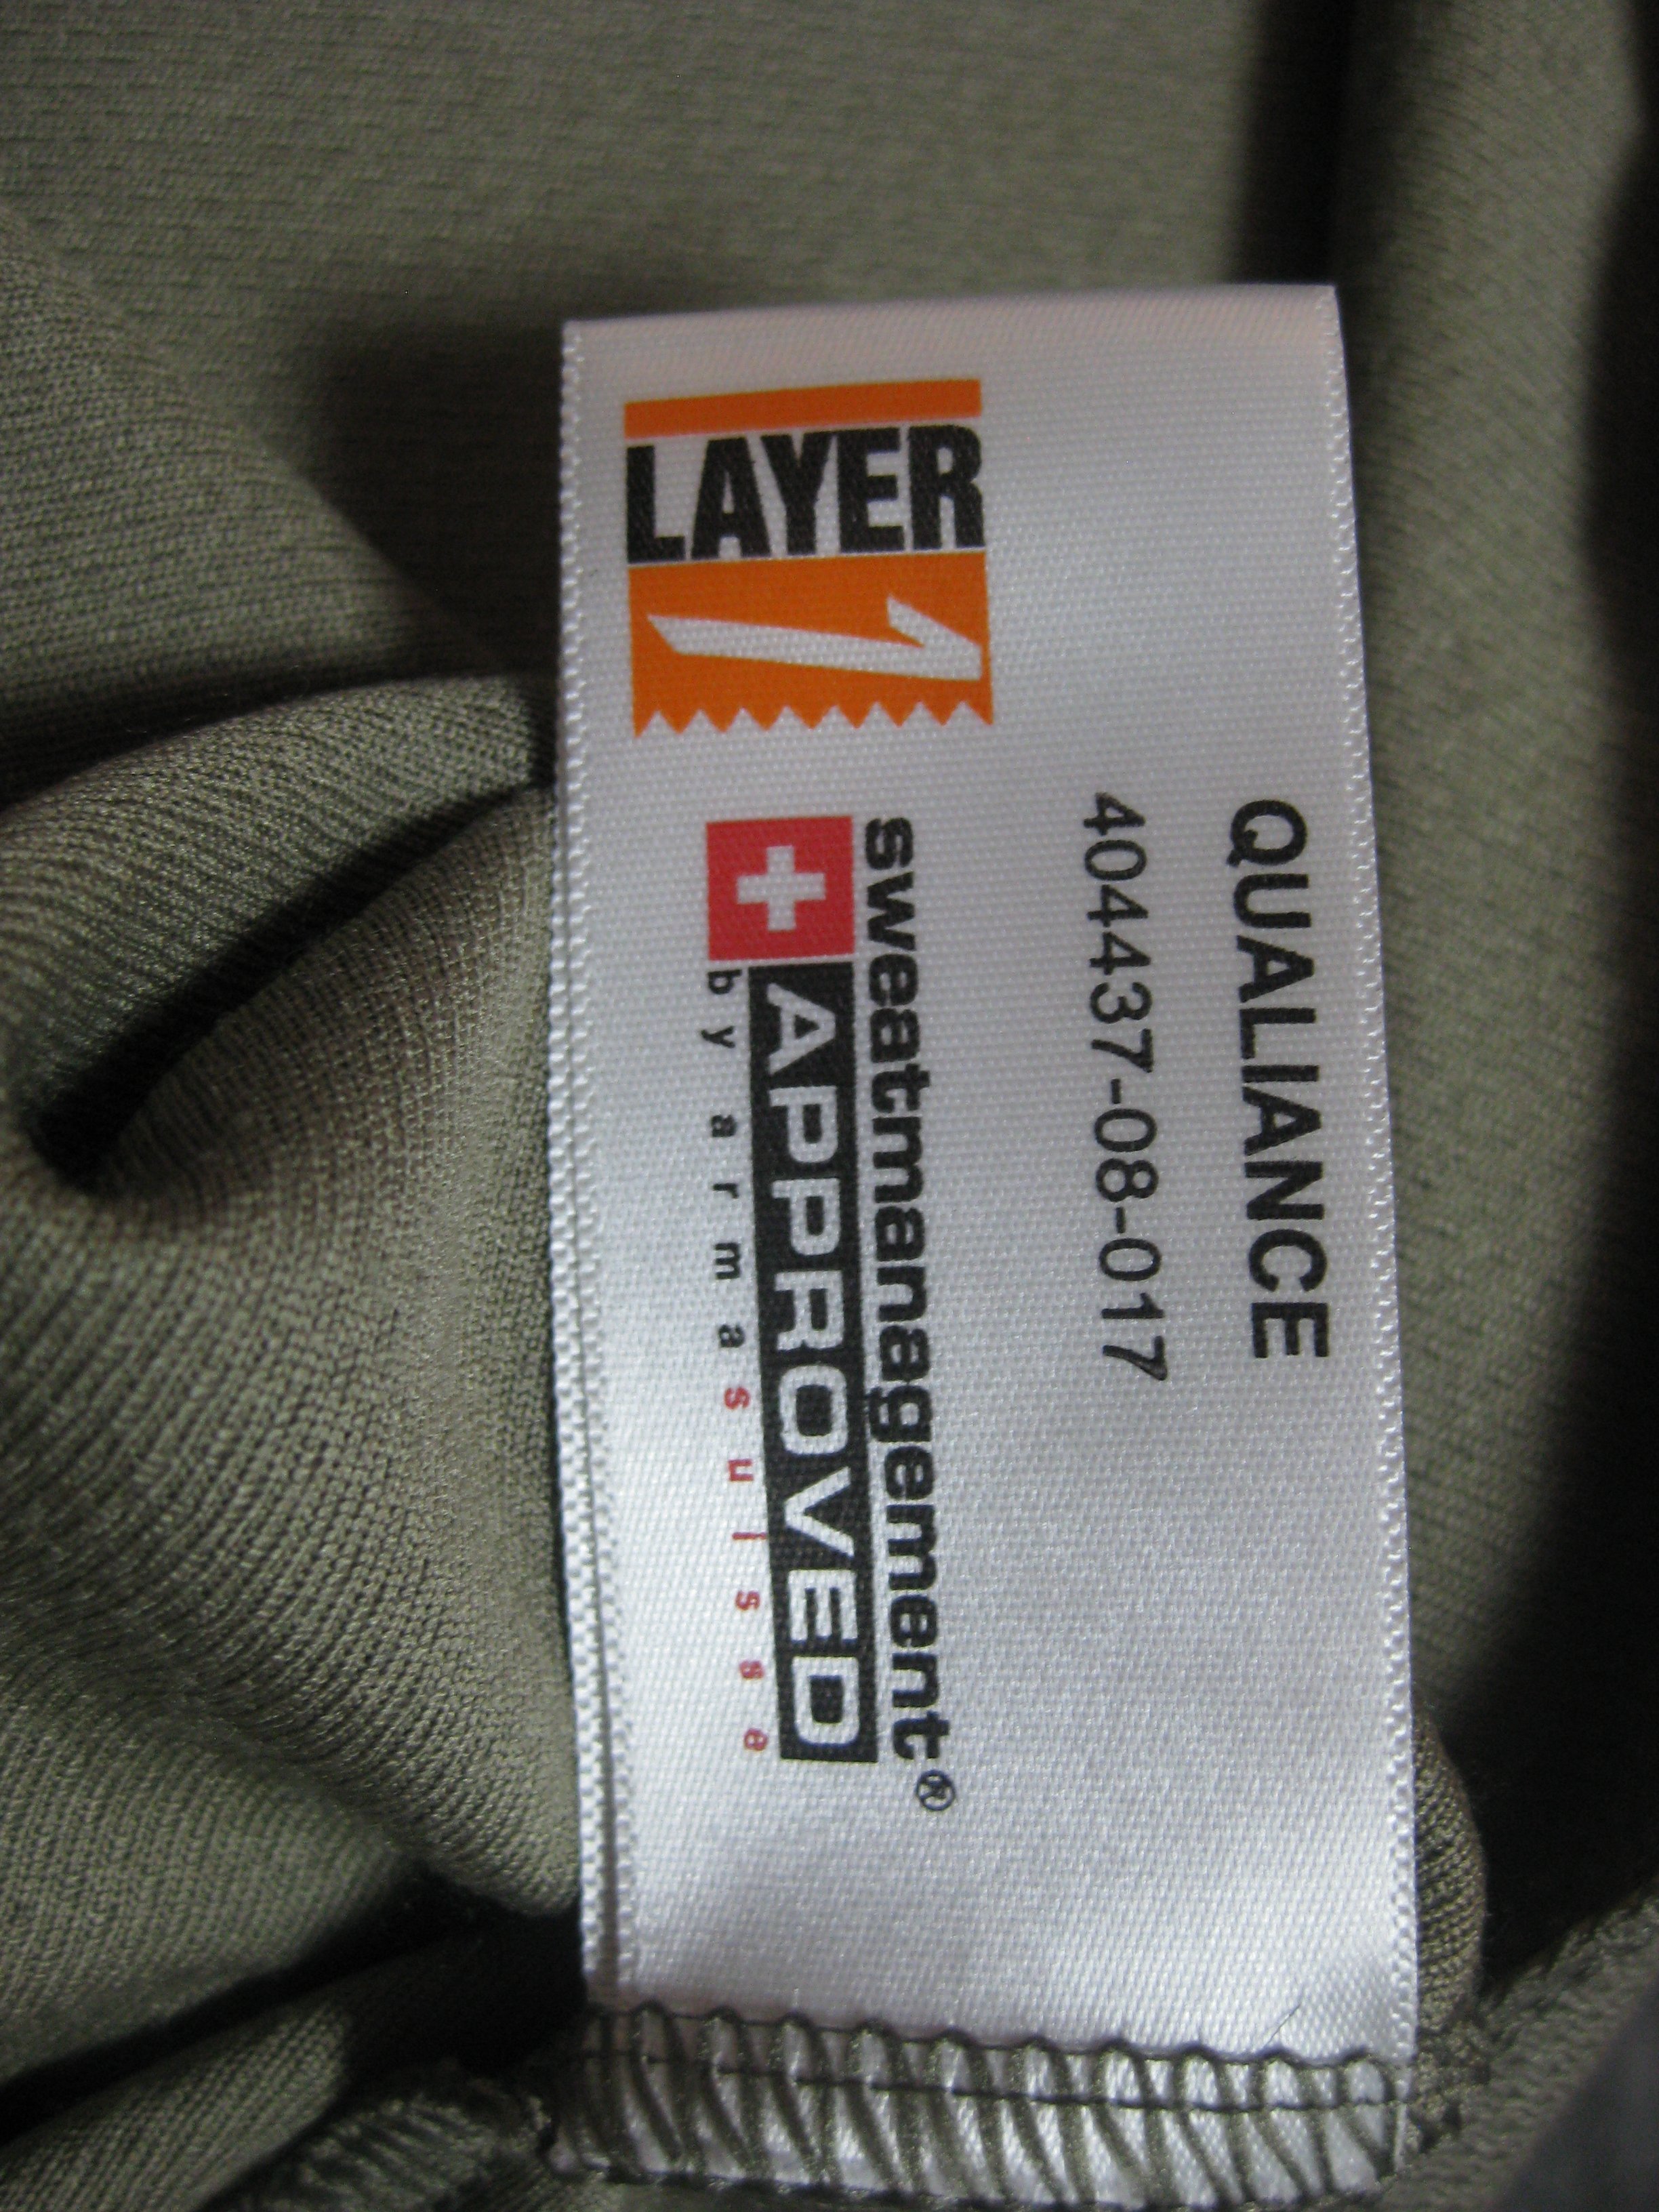 QUALIANCE
404437-08-017
LAYER
1
sweatmanagement®
APPROVED
by armasuisse